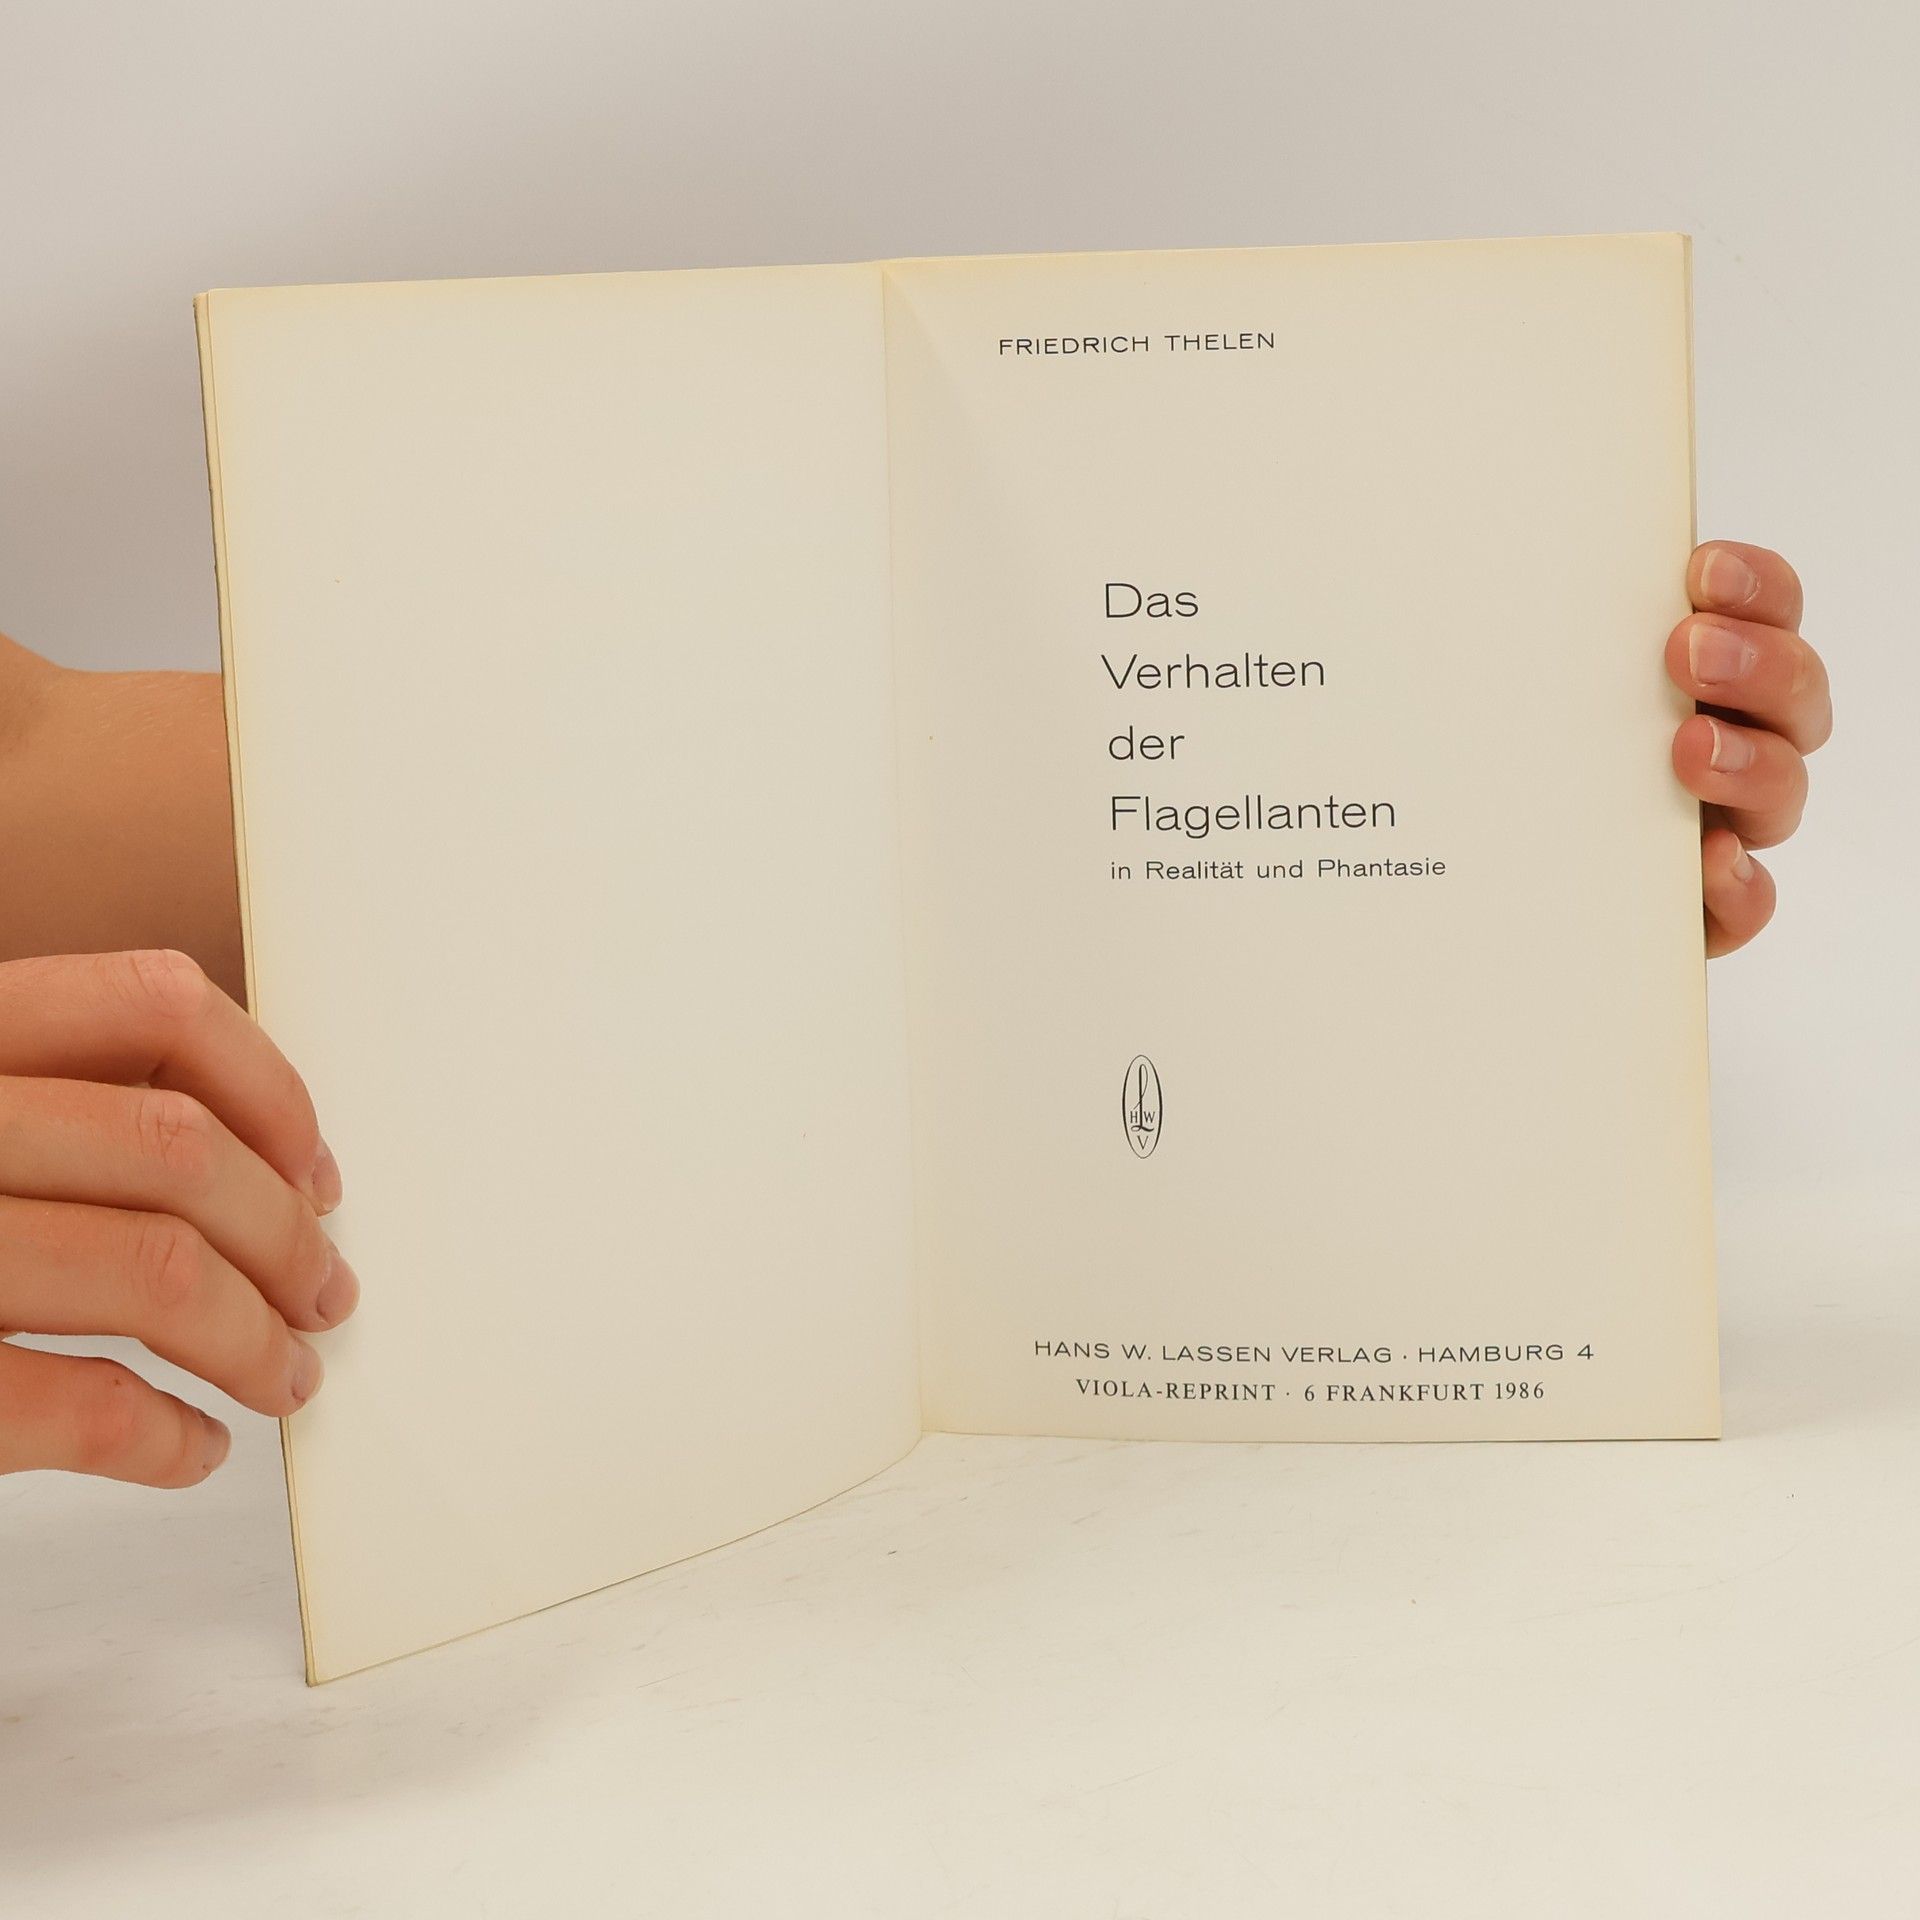 FRIEDRICH THELEN
Das
Verhalten
der
Flagellanten
in Realität und Phantasie
L
H W
V
HANS W. LASSEN VERLAG · HAMBURG 4
VIOLA-REPRINT · 6 FRANKFURT 1986